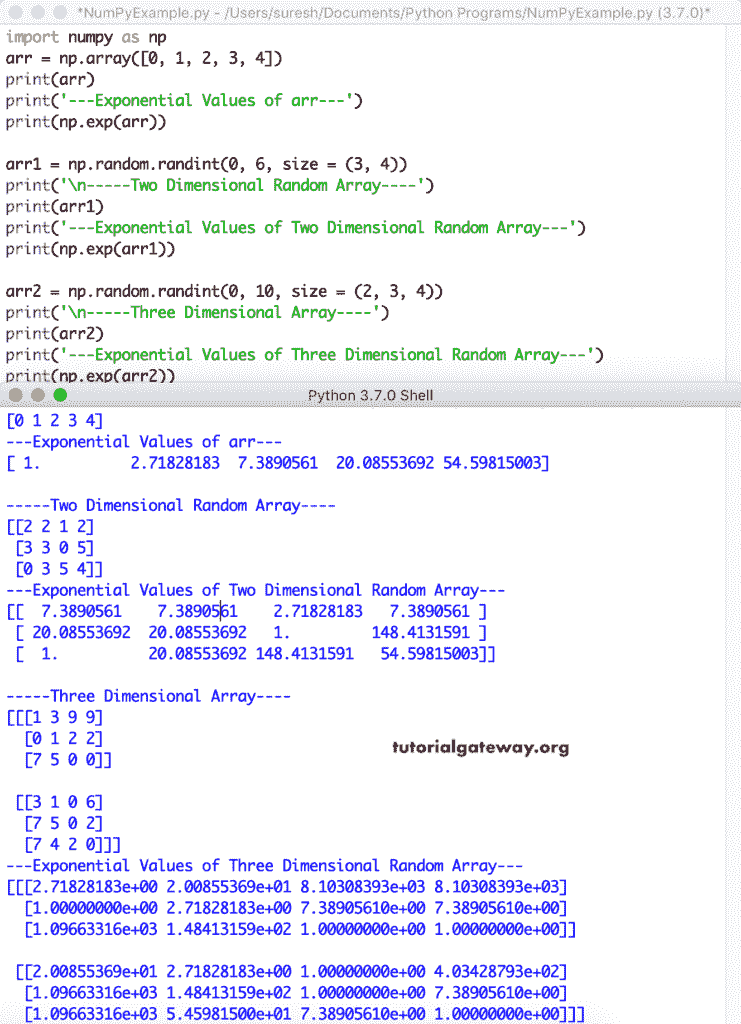 *NumPyExample.py - /Users/suresh/Documents/Python Programs/NumPyExample.py (3.7.0)*
import numpy as np
arr = np.array([0, 1, 2, 3, 4])
print(arr)
print('---Exponential Values of arr---')
print(np.exp(arr))

arr1 = np.random.randint(0, 6, size = (3, 4))
print('\n-----Two Dimensional Random Array----')
print(arr1)
print('---Exponential Values of Two Dimensional Random Array---')
print(np.exp(arr1))

arr2 = np.random.randint(0, 10, size = (2, 3, 4))
print('\n-----Three Dimensional Array----')
print(arr2)
print('---Exponential Values of Three Dimensional Random Array---')
print(np.exp(arr2))
Python 3.7.0 Shell
[0 1 2 3 4]
---Exponential Values of arr---
[ 1.          2.71828183  7.3890561  20.08553692 54.59815003]

-----Two Dimensional Random Array----
[[2 2 1 2]
 [3 3 0 5]
 [0 3 5 4]]
---Exponential Values of Two Dimensional Random Array---
[[  7.3890561    7.3890561    2.71828183   7.3890561 ]
 [ 20.08553692  20.08553692   1.         148.4131591 ]
 [  1.          20.08553692 148.4131591   54.59815003]]

-----Three Dimensional Array----
[[[1 3 9 9]
  [0 1 2 2]
  [7 5 0 0]]
tutorialgateway.org

 [[3 1 0 6]
  [7 5 0 2]
  [7 4 2 0]]]
---Exponential Values of Three Dimensional Random Array---
[[[2.71828183e+00 2.00855369e+01 8.10308393e+03 8.10308393e+03]
  [1.00000000e+00 2.71828183e+00 7.38905610e+00 7.38905610e+00]
  [1.09663316e+03 1.48413159e+02 1.00000000e+00 1.00000000e+00]]

 [[2.00855369e+01 2.71828183e+00 1.00000000e+00 4.03428793e+02]
  [1.09663316e+03 1.48413159e+02 1.00000000e+00 7.38905610e+00]
  [1.09663316e+03 5.45981500e+01 7.38905610e+00 1.00000000e+00]]]